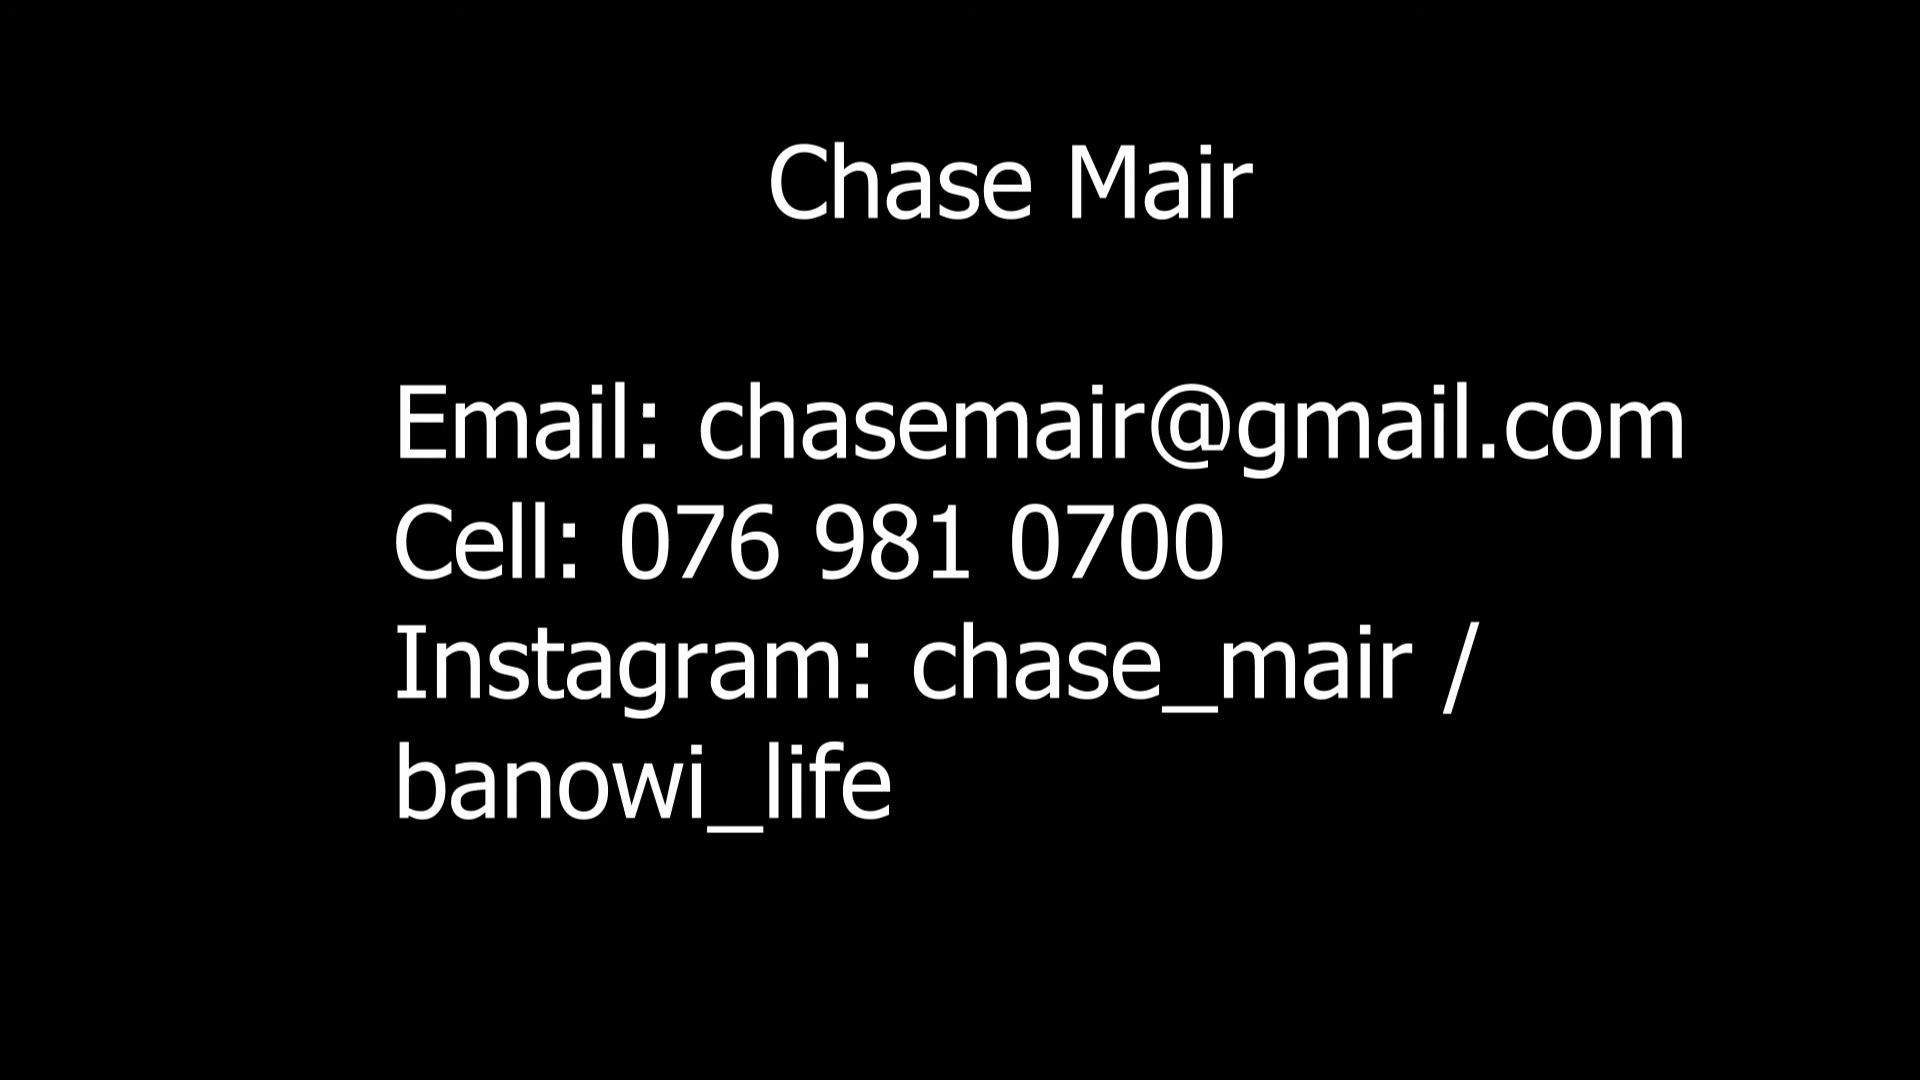 Chase Mair
Email: chasemair@gmail.com
Cell: 076 981 0700
Instagram: chase_mair /
banowi_life